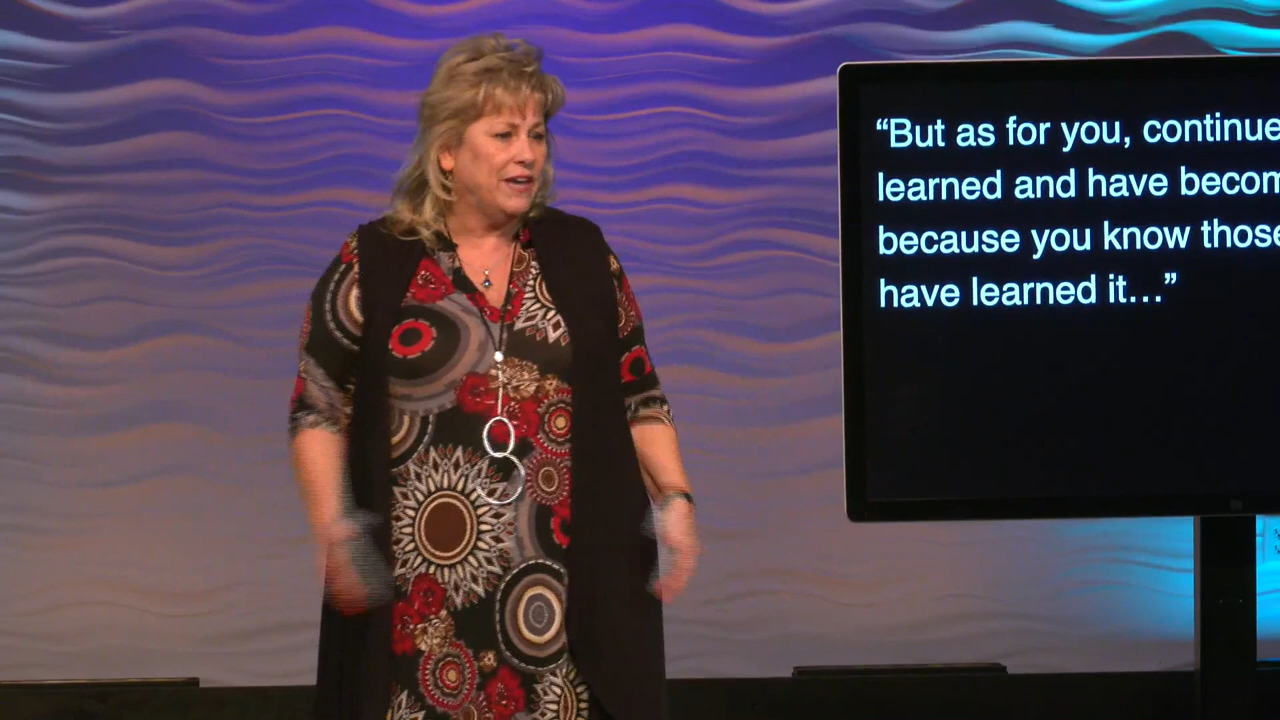 “But as for you, continue
learned and have becom
because you know those
have learned it…”